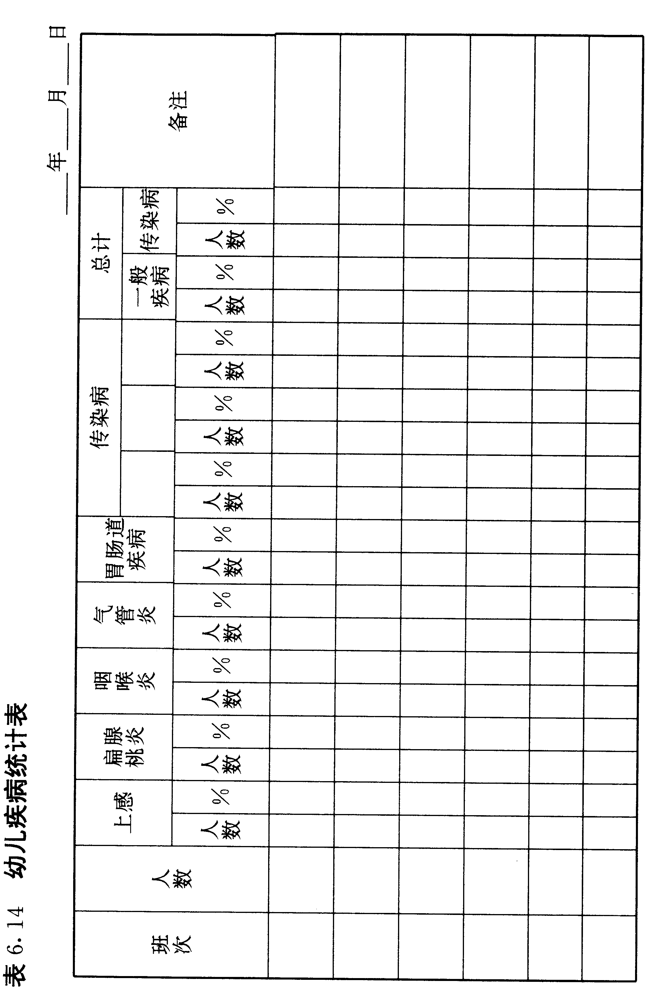 表 6.14 幼儿疾病统计表
___年___月___日
班次 人数 上感 扁腺桃炎 咽喉炎 气管炎 胃肠道疾病 传染病 总计 备注
一般疾病 传染病
人数 % 人数 % 人数 % 人数 % 人数 % 人数 % 人数 % 人数 % 人数 % 人数 %